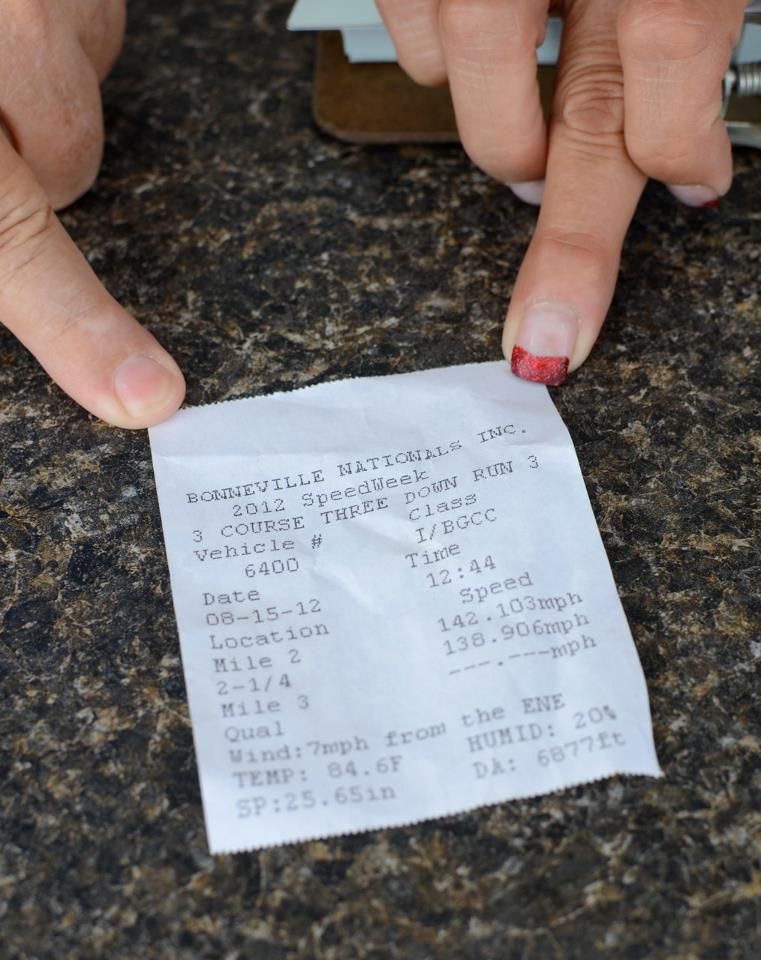 BONNEVILLE NATIONALS INC.
2012 SpeedWeek
3 COURSE THREE DOWN RUN 3
Vehicle # Class
6400 I/BGCC
Date Time
08-15-12 12:44
Location Speed
Mile 2 142.103mph
2-1/4 138.906mph
Mile 3 ---.---mph
Qual
Wind:7mph from the ENE
TEMP: 84.6F HUMID: 20%
SP:25.65in DA: 6877ft